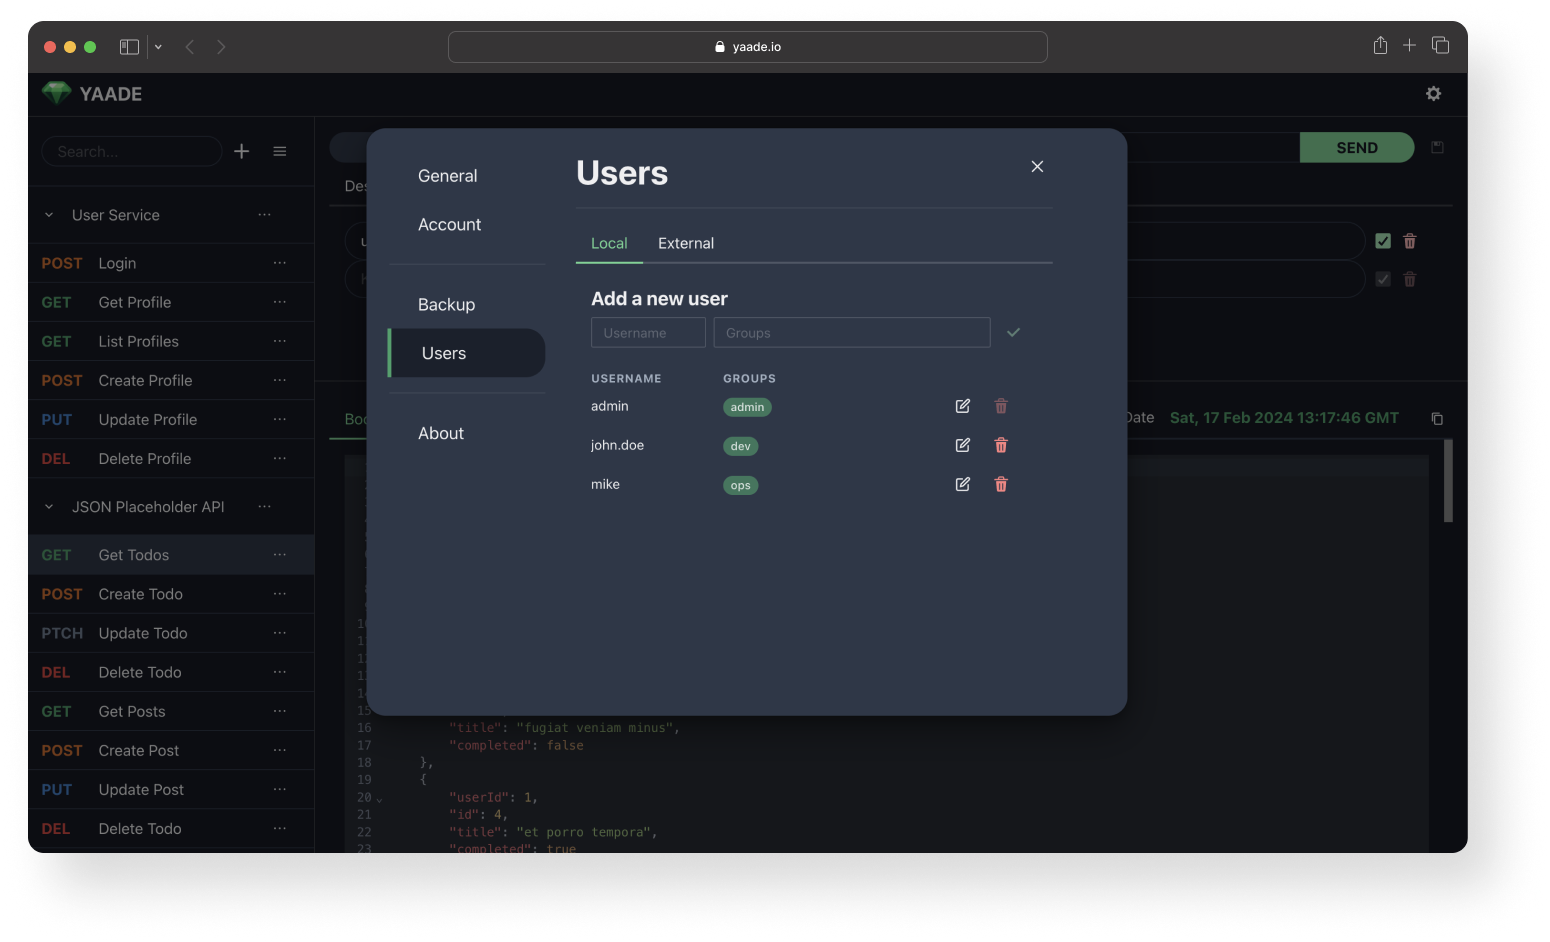 yaade.io
YAADE
Search...
User Service
POST Login
GET Get Profile
GET List Profiles
POST Create Profile
PUT Update Profile
DEL Delete Profile
JSON Placeholder API
GET Get Todos
POST Create Todo
PTCH Update Todo
DEL Delete Todo
GET Get Posts
POST Create Post
PUT Update Post
DEL Delete Todo
SEND
General
Account
Backup
Users
About
Users
Local External
Add a new user
Username Groups
USERNAME GROUPS
admin admin
john.doe dev
mike ops
Sat, 17 Feb 2024 13:17:46 GMT
16 "title": "fugiat veniam minus",
17 "completed": false
18 },
19 {
20 "userId": 1,
21 "id": 4,
22 "title": "et porro tempora",
23 "completed": true